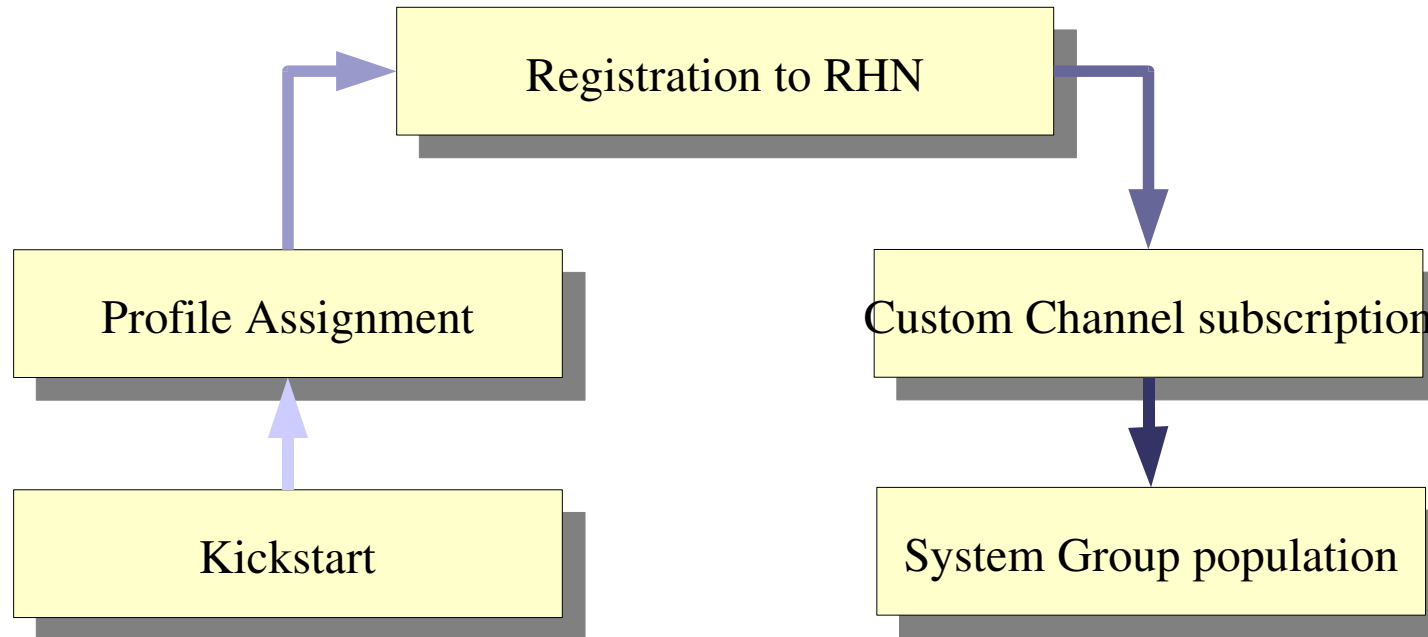 Registration to RHN
Profile Assignment
Custom Channel subscription
Kickstart
System Group population